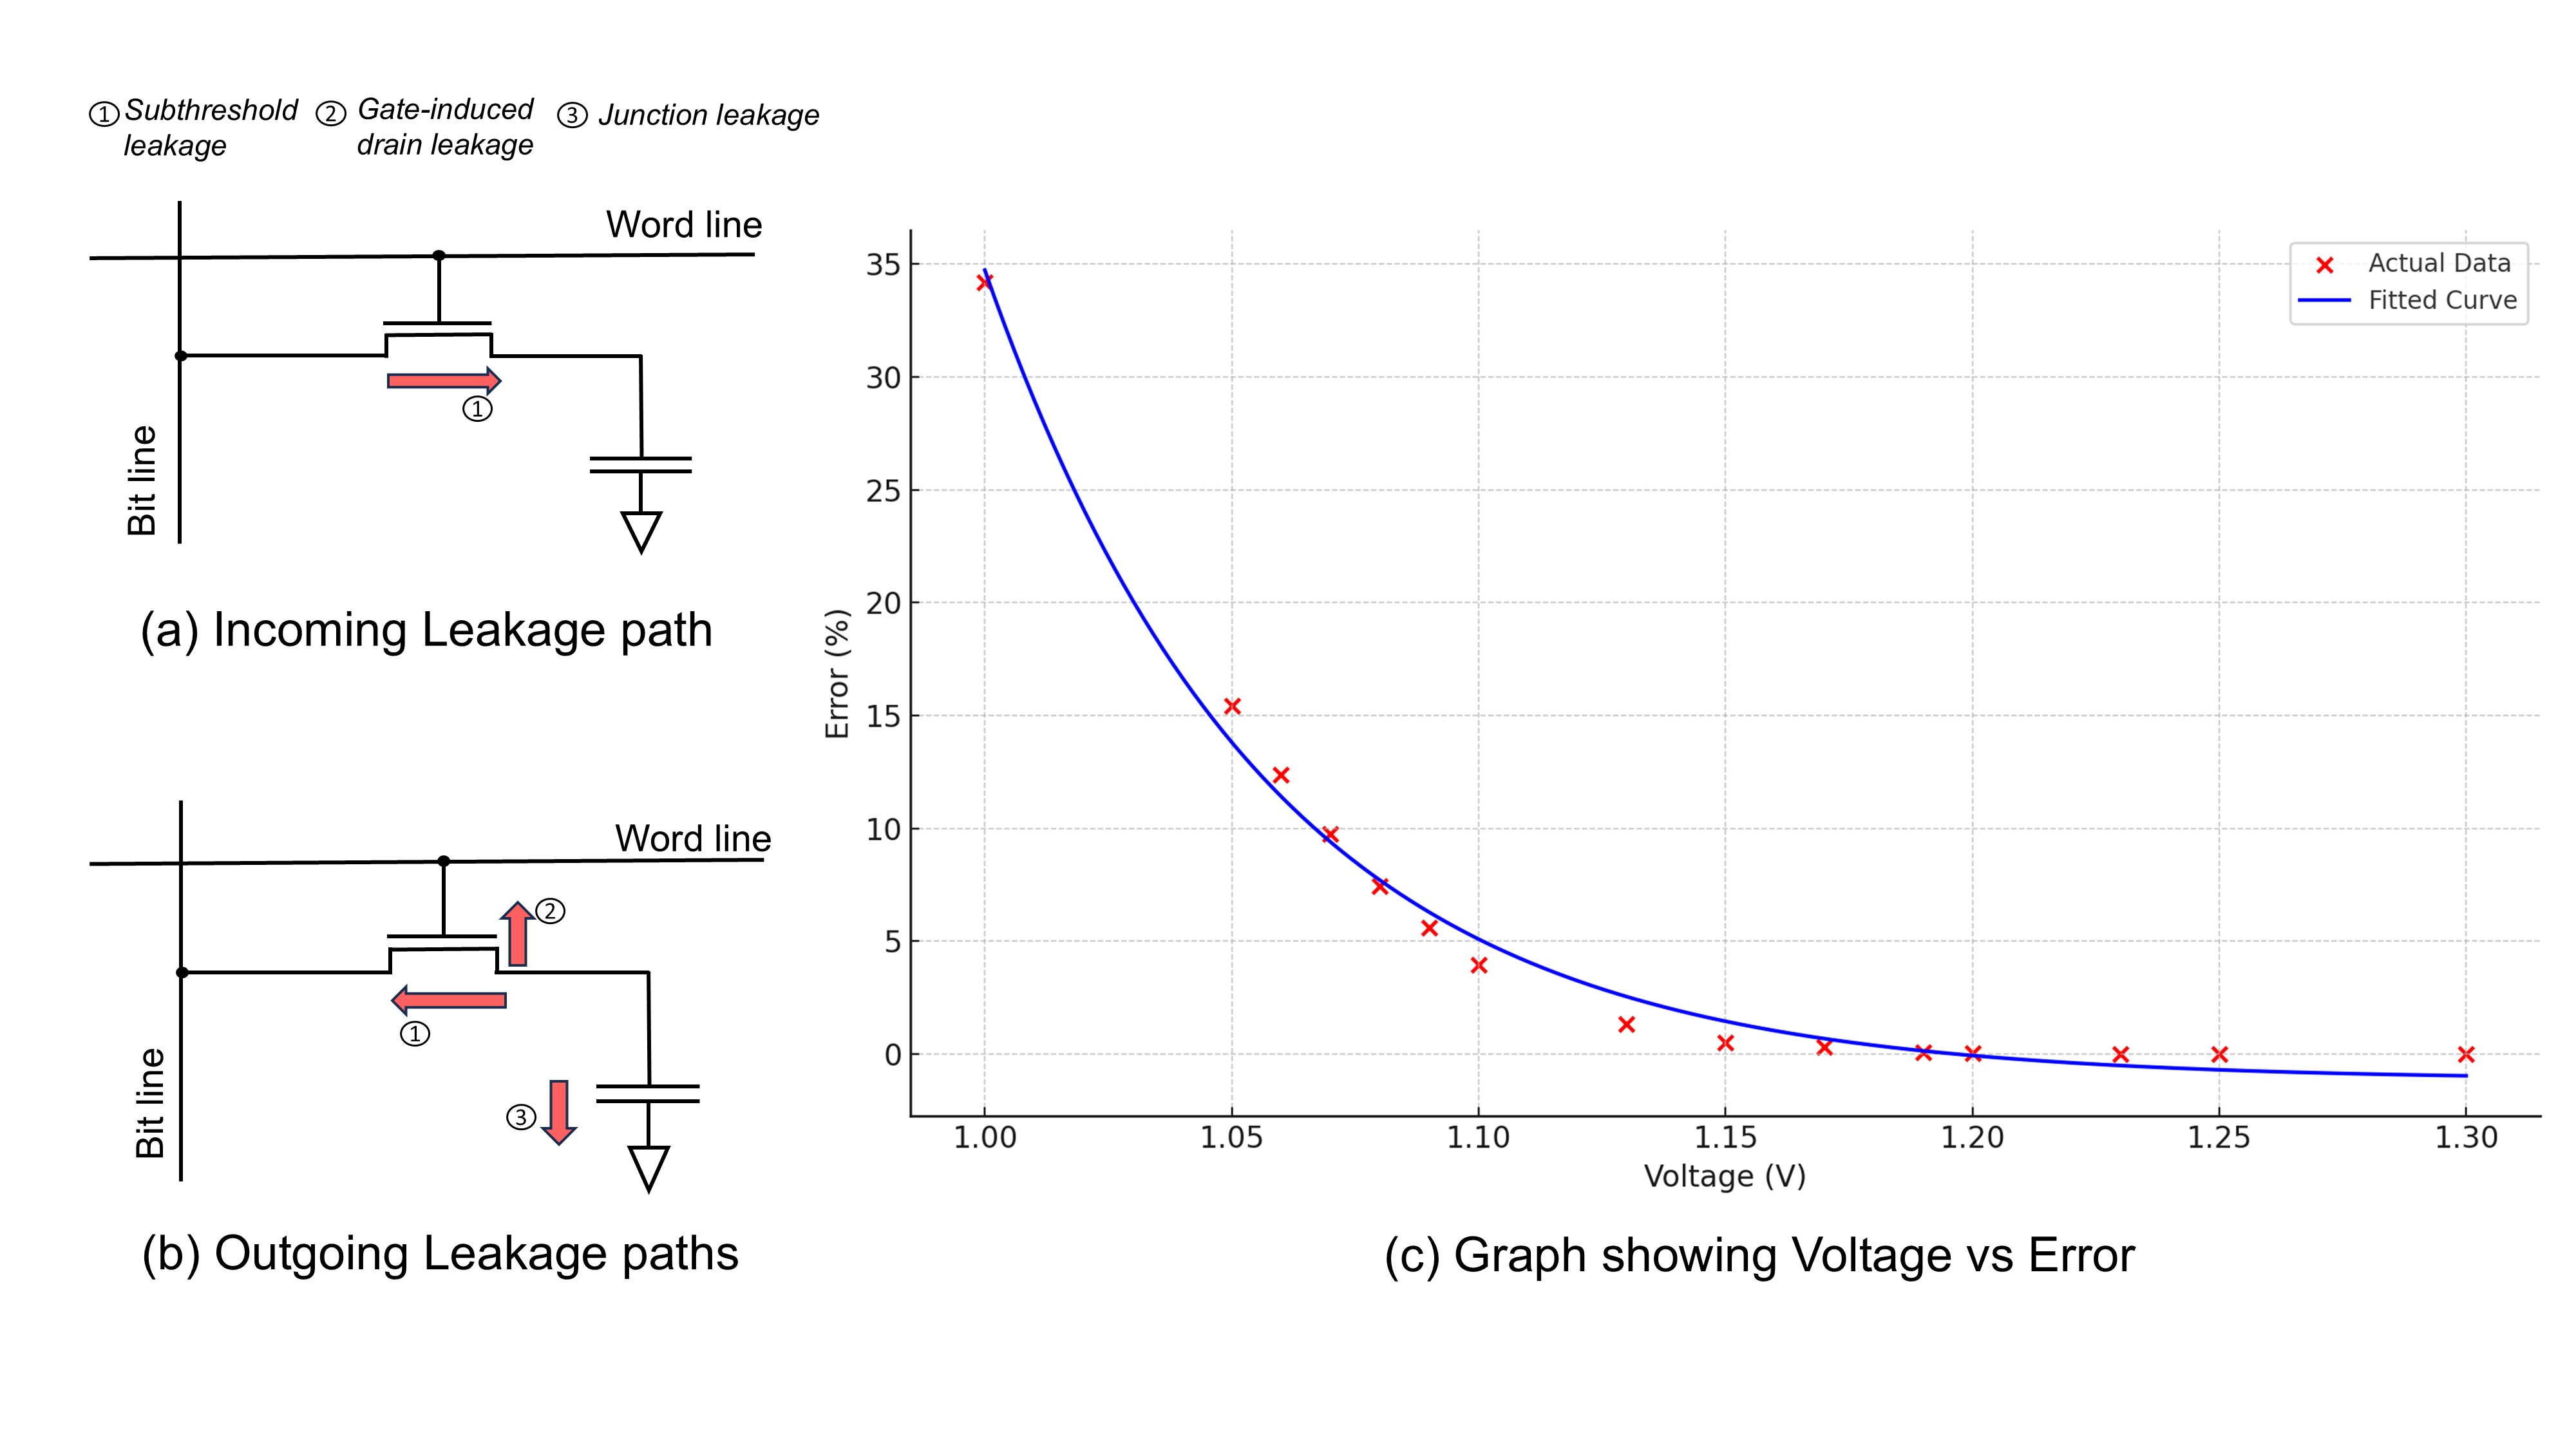 ① Subthreshold leakage
② Gate-induced drain leakage
③ Junction leakage
Word line
①
Bit line
(a) Incoming Leakage path
Word line
②
①
③
Bit line
(b) Outgoing Leakage paths
Actual Data
Fitted Curve
35
30
25
20
15
10
5
0
Error (%)
1.00 1.05 1.10 1.15 1.20 1.25 1.30
Voltage (V)
(c) Graph showing Voltage vs Error